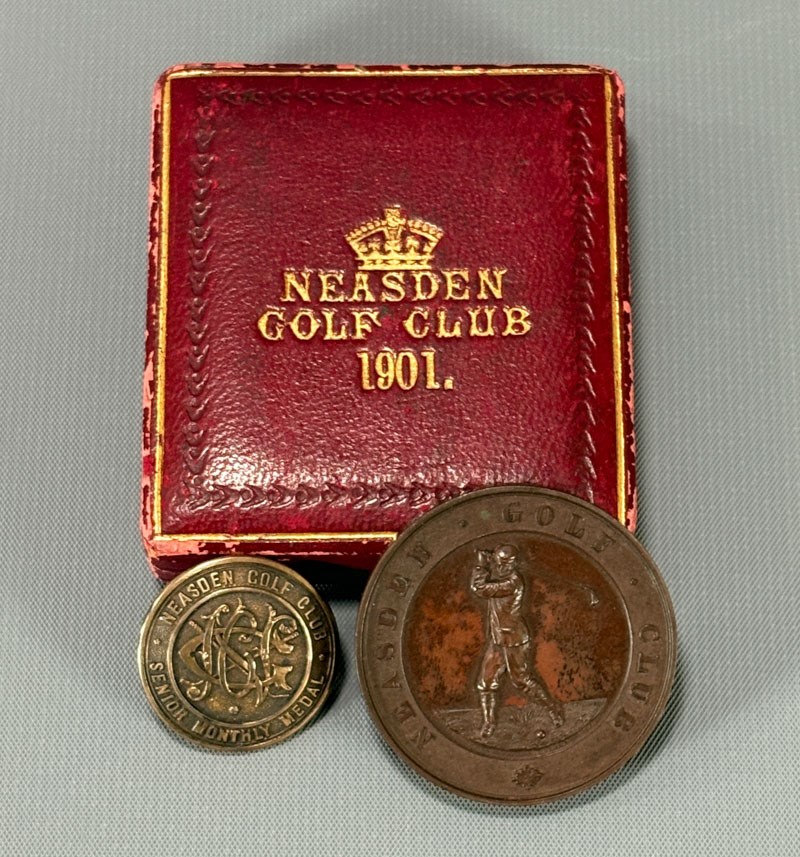 NEASDEN
GOLF CLUB
1901.
NEASDEN GOLF CLUB
SENIOR MONTHLY MEDAL
NEASDEN · GOLF · CLUB